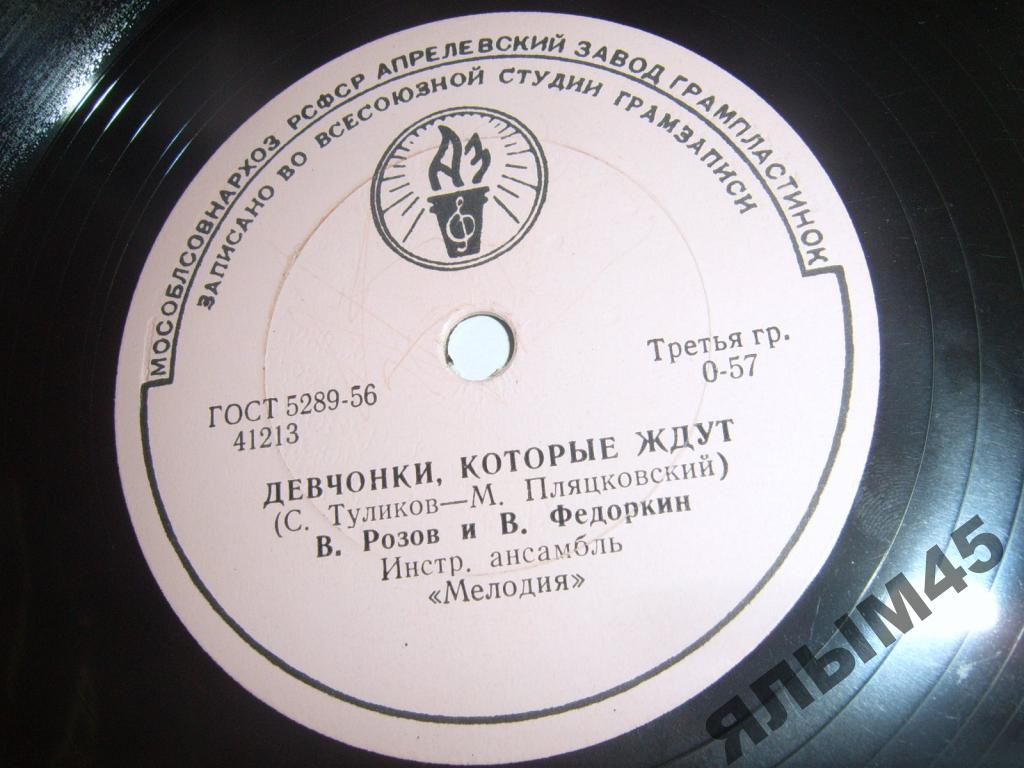 МОСОБЛСОВНАРХОЗ РСФСР АПРЕЛЕВСКИЙ ЗАВОД ГРАМПЛАСТИНОК
ЗАПИСАНО ВО ВСЕСОЮЗНОЙ СТУДИИ ГРАМЗАПИСИ
АЗ
ГОСТ 5289-56
41213
Третья гр.
0-57
ДЕВЧОНКИ, КОТОРЫЕ ЖДУТ
(С. Туликов—М. Пляцковский)
В. Розов и В. Федоркин
Инстр. ансамбль
«Мелодия»
ЯЛЫМ45